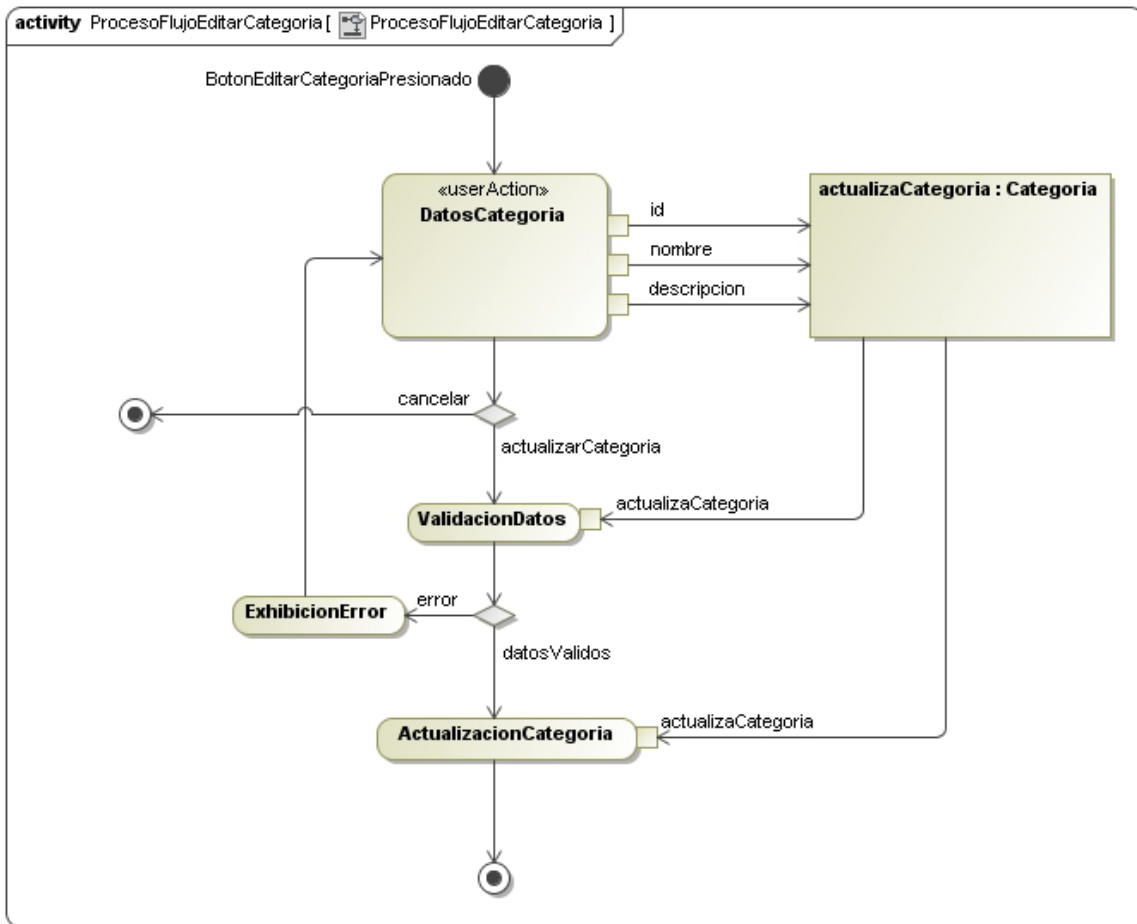 activity ProcesoFlujoEditarCategoria [ ProcesoFlujoEditarCategoria ]
BotonEditarCategoriaPresionado
«userAction»
DatosCategoria
id
nombre
descripcion
actualizaCategoria : Categoria
cancelar
actualizarCategoria
ValidacionDatos
actualizaCategoria
ExhibicionError
error
datosValidos
ActualizacionCategoria
actualizaCategoria